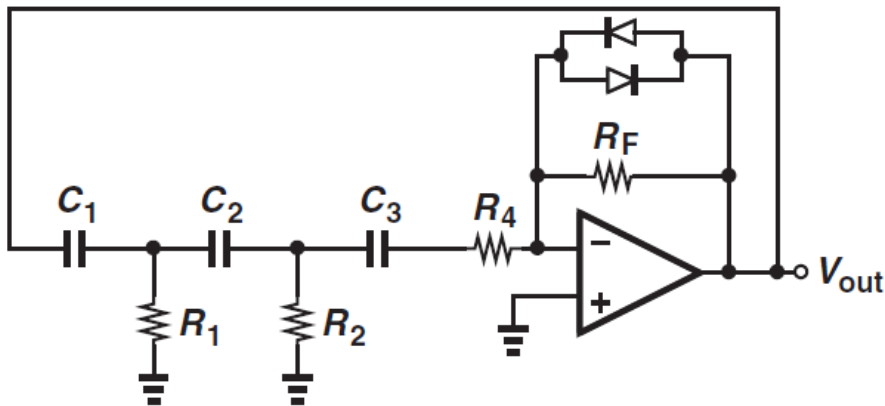 R_F
C_1 C_2 C_3 R_4
−
+
V_out
R_1 R_2